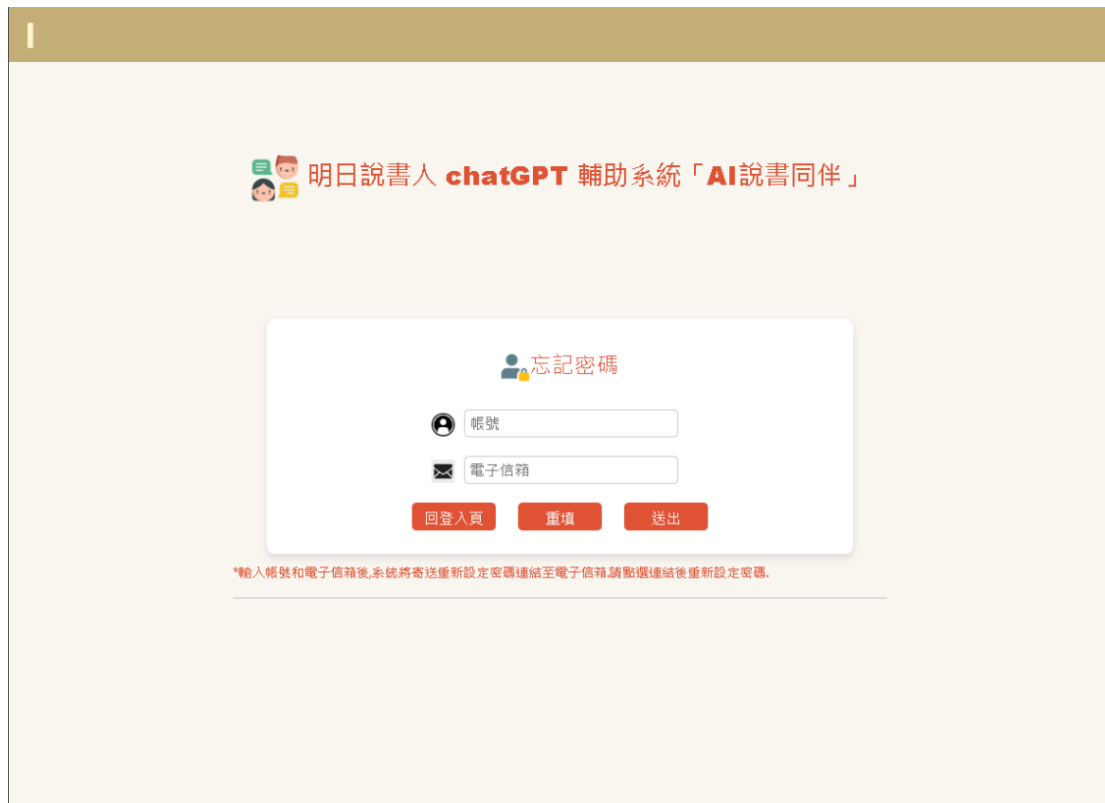 明日說書人 chatGPT 輔助系統「AI說書同伴」
忘記密碼
帳號
電子信箱
回登入頁 重填 送出
*輸入帳號和電子信箱後,系統將寄送重新設定密碼連結至電子信箱,請點選連結後重新設定密碼.